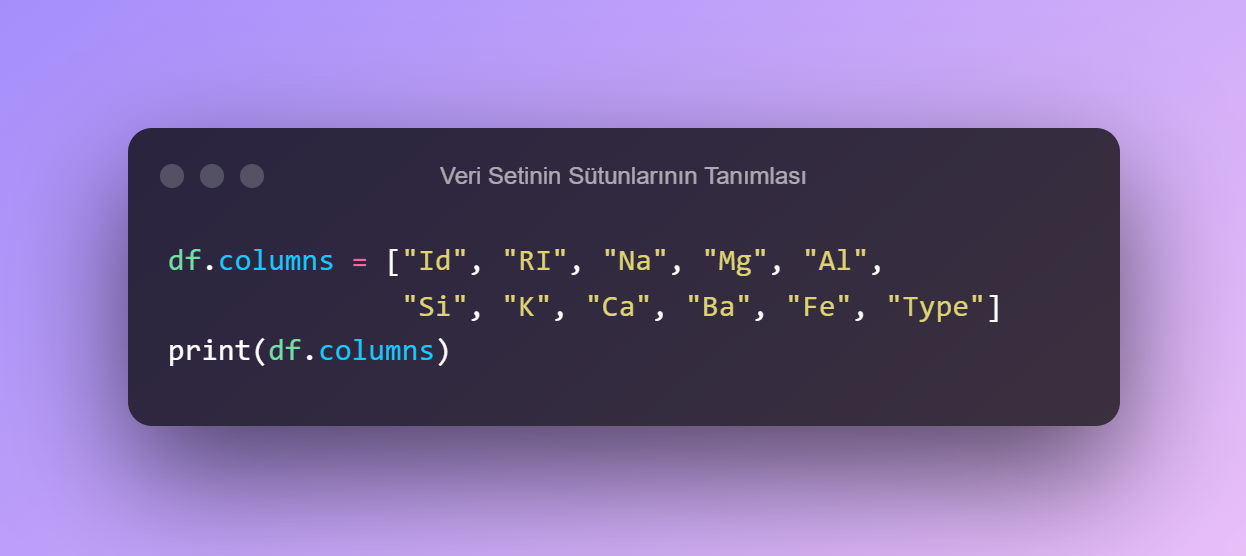 Veri Setinin Sütunlarının Tanımlası
df.columns = ["Id", "RI", "Na", "Mg", "Al",
"Si", "K", "Ca", "Ba", "Fe", "Type"]
print(df.columns)